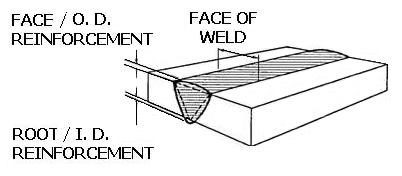 FACE / O. D.
REINFORCEMENT
FACE OF
WELD
ROOT / I. D.
REINFORCEMENT